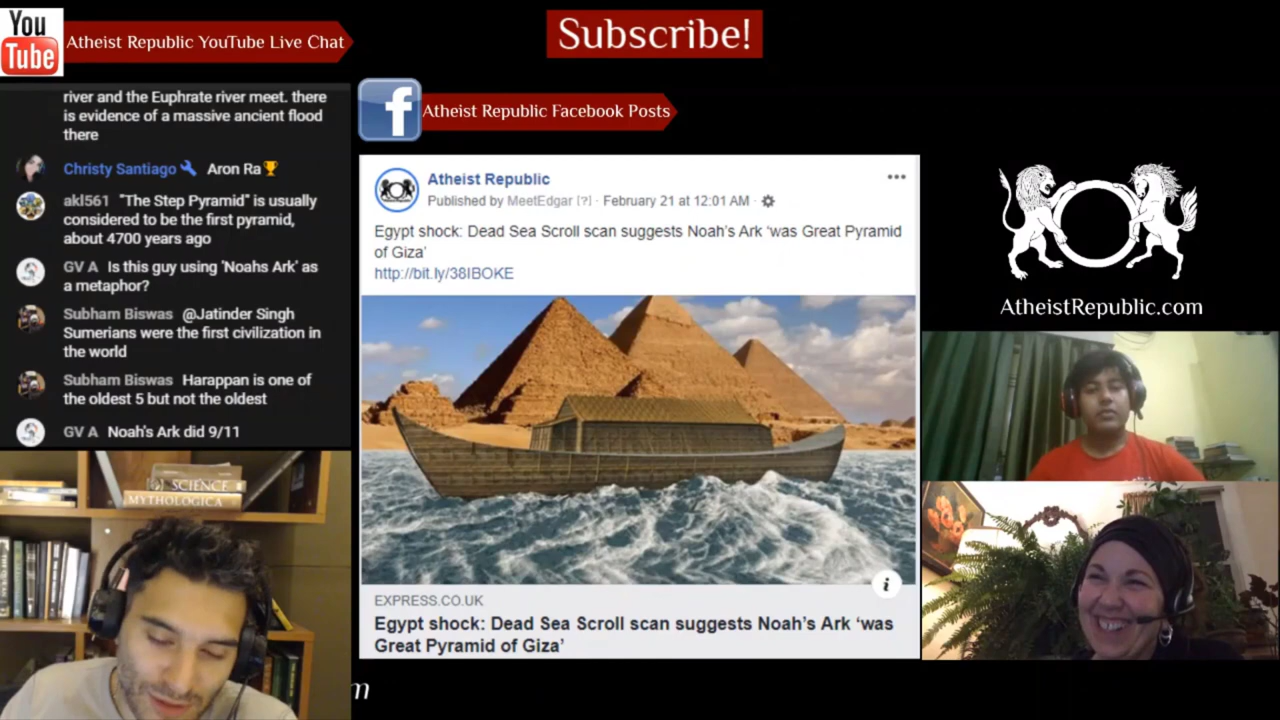 You
Tube
Atheist Republic YouTube Live Chat
Subscribe!
river and the Euphrate river meet. there
is evidence of a massive ancient flood
there
Christy Santiago Aron Ra
akl561 "The Step Pyramid" is usually
considered to be the first pyramid,
about 4700 years ago
GV A Is this guy using 'Noahs Ark' as
a metaphor?
Subham Biswas @Jatinder Singh
Sumerians were the first civilization in
the world
Subham Biswas Harappan is one of
the oldest 5 but not the oldest
GV A Noah's Ark did 9/11
f
Atheist Republic Facebook Posts
Atheist Republic
Published by MeetEdgar [?] · February 21 at 12:01 AM ·
Egypt shock: Dead Sea Scroll scan suggests Noah's Ark ‘was Great Pyramid
of Giza’
http://bit.ly/38IBOKE
i
EXPRESS.CO.UK
Egypt shock: Dead Sea Scroll scan suggests Noah's Ark ‘was
Great Pyramid of Giza’
AtheistRepublic.com
SCIENCE
MYTHOLOGICA
m